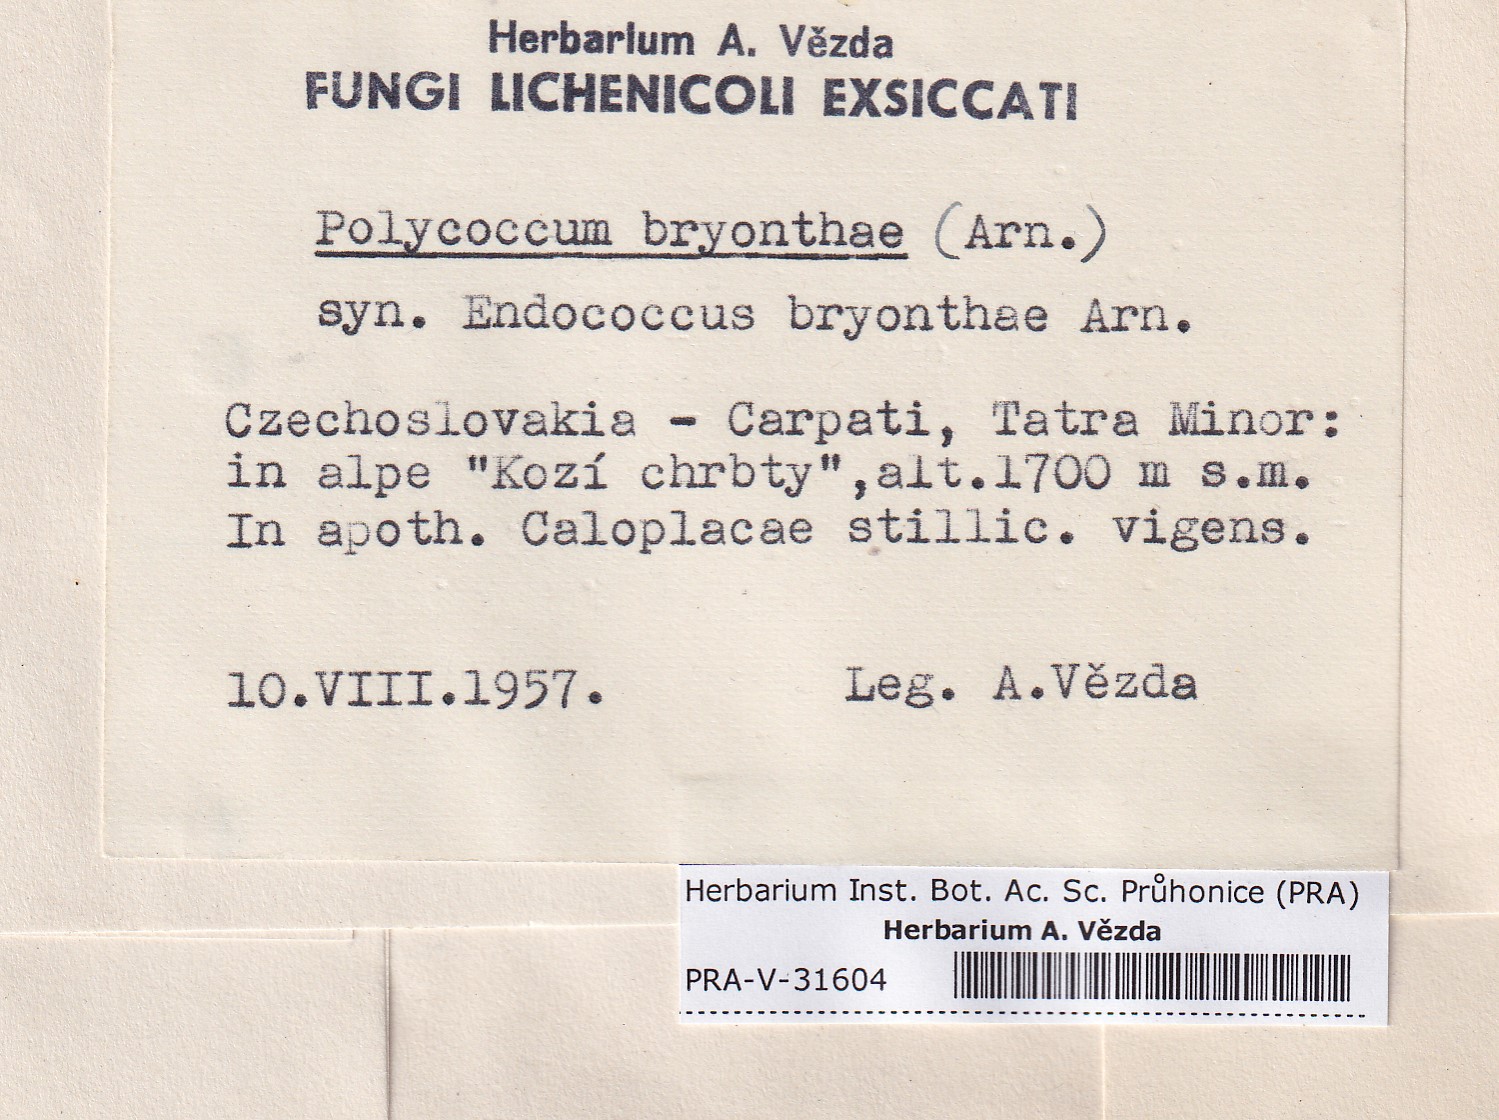 Herbarium A. Vězda
FUNGI LICHENICOLI EXSICCATI
Polycoccum bryonthae (Arn.)
syn. Endococcus bryonthae Arn.
Czechoslovakia - Carpati, Tatra Minor:
in alpe "Kozí chrbty",alt.1700 m s.m.
In apoth. Caloplacae stillic. vigens.
10.VIII.1957. Leg. A.Vězda
Herbarium Inst. Bot. Ac. Sc. Průhonice (PRA)
Herbarium A. Vězda
PRA-V-31604